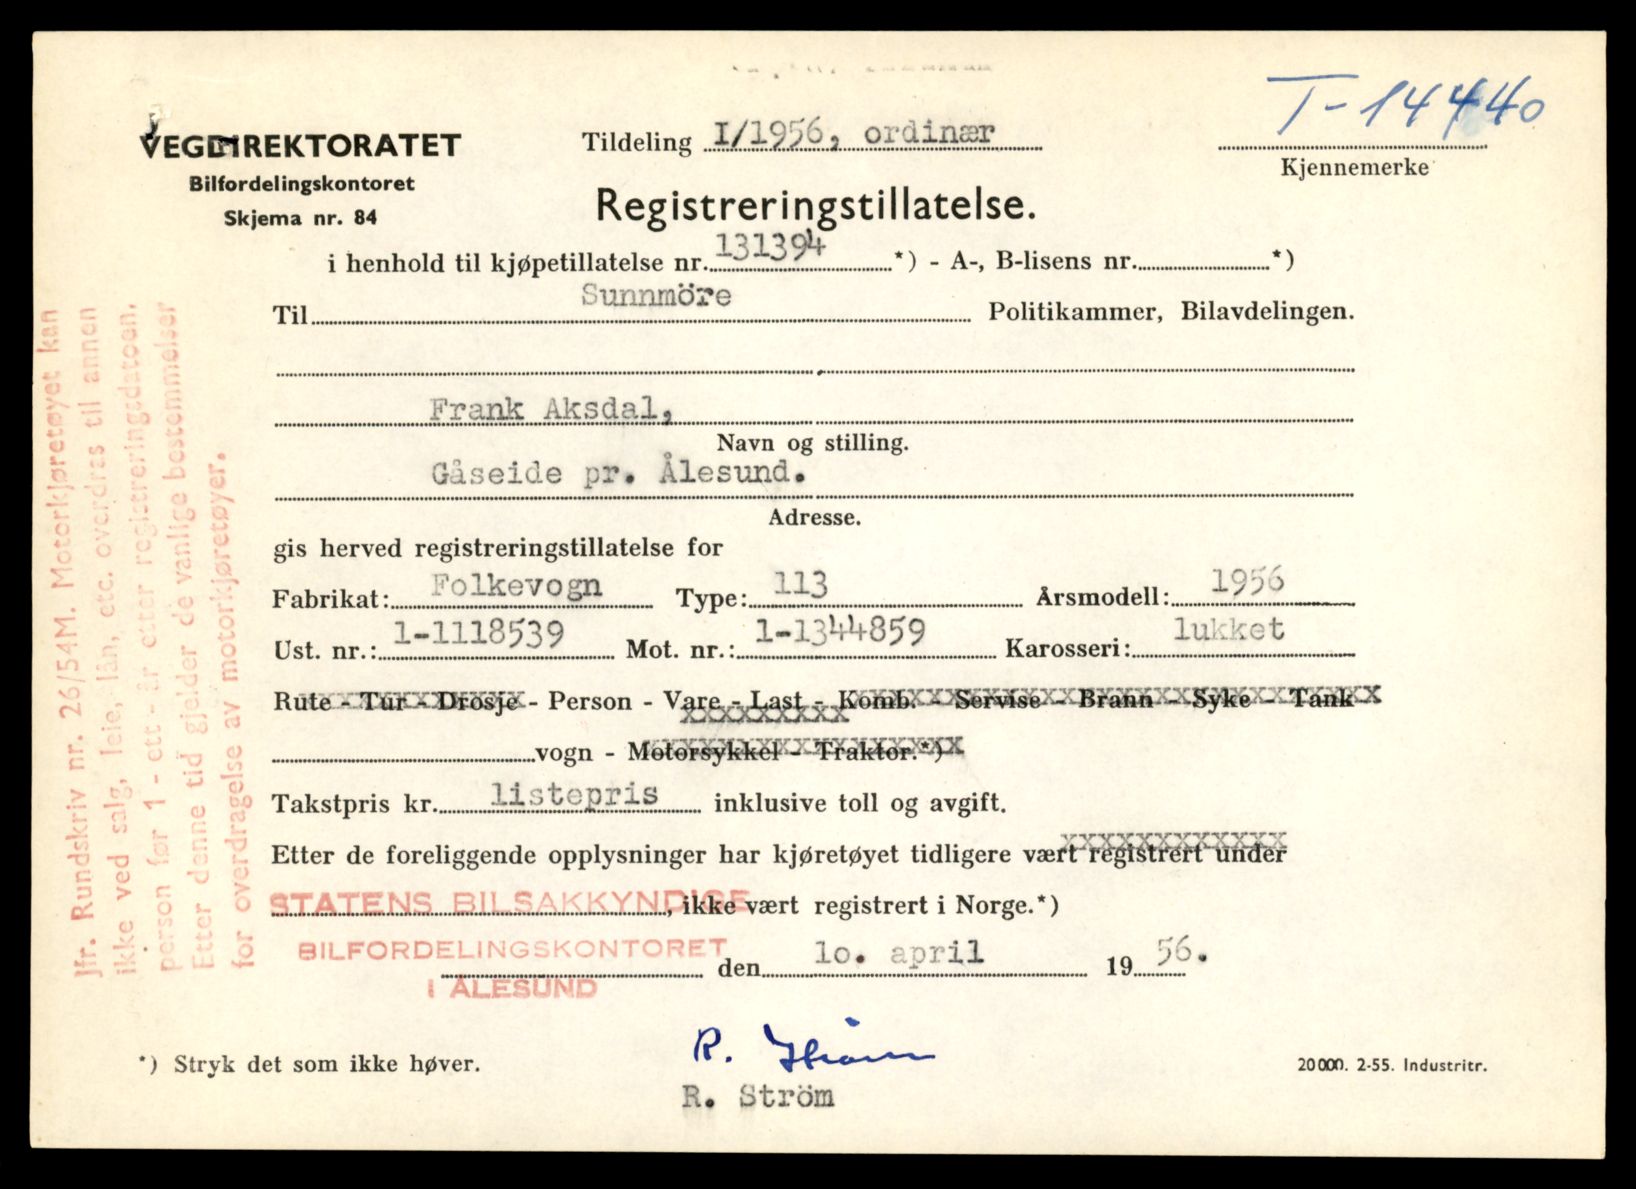 T-14440
VEGDIREKTORATET
Bilfordelingskontoret
Skjema nr. 84
Tildeling I/1956, ordinær
Kjennemerke
Registreringstillatelse.
i henhold til kjøpetillatelse nr. 131394 *) - A-, B-lisens nr. *)
Til Sunnmöre Politikammer, Bilavdelingen.
Frank Aksdal,
Navn og stilling.
Gåseide pr. Ålesund.
Adresse.
gis herved registreringstillatelse for
Fabrikat: Folkevogn Type: 113 Årsmodell: 1956
Ust. nr.: 1-1118539 Mot. nr.: 1-1344859 Karosseri: lukket
Rute - Tur - Drosje - Person - Vare - Last - Komb. - Servise - Brann - Syke - Tank
vogn - Motorsykkel - Traktor.*)
Takstpris kr. listepris inklusive toll og avgift.
Etter de foreliggende opplysninger har kjøretøyet tidligere vært registrert under
STATENS BILSAKKYNDIGE, ikke vært registrert i Norge.*)
BILFORDELINGSKONTORET
I ÅLESUND
den 10. april 1956.
R. Strøm
R. Ström
*) Stryk det som ikke høver.
20 000. 2-55. Industritr.
Jfr. Rundskriv nr. 26/54M. Motorkjøretøyet kan
ikke ved salg, leie, lån, etc. overdras til annen
person før 1 - ett - år etter registreringsdatoen.
Etter denne tid gjelder de vanlige bestemmelser
for overdragelse av motorkjøretøyer.